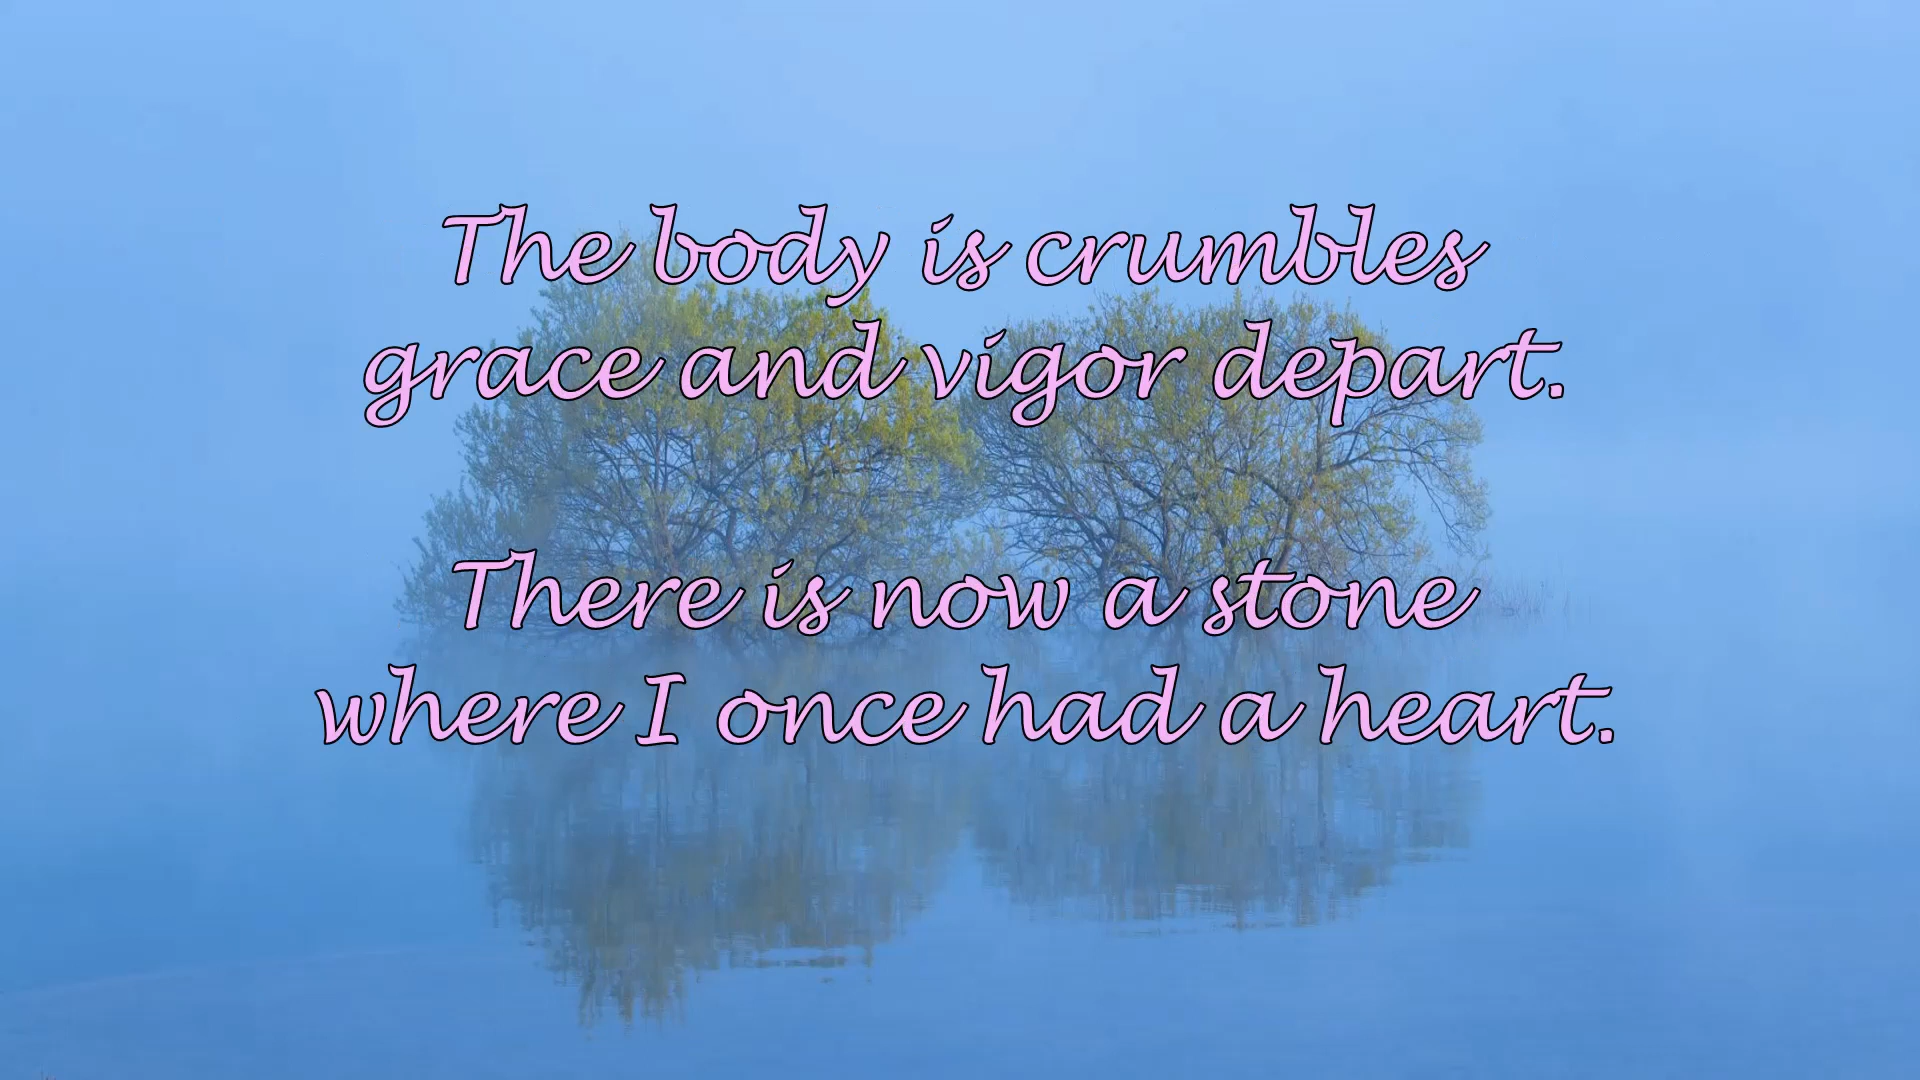 The body is crumbles
grace and vigor depart.
There is now a stone
where I once had a heart.